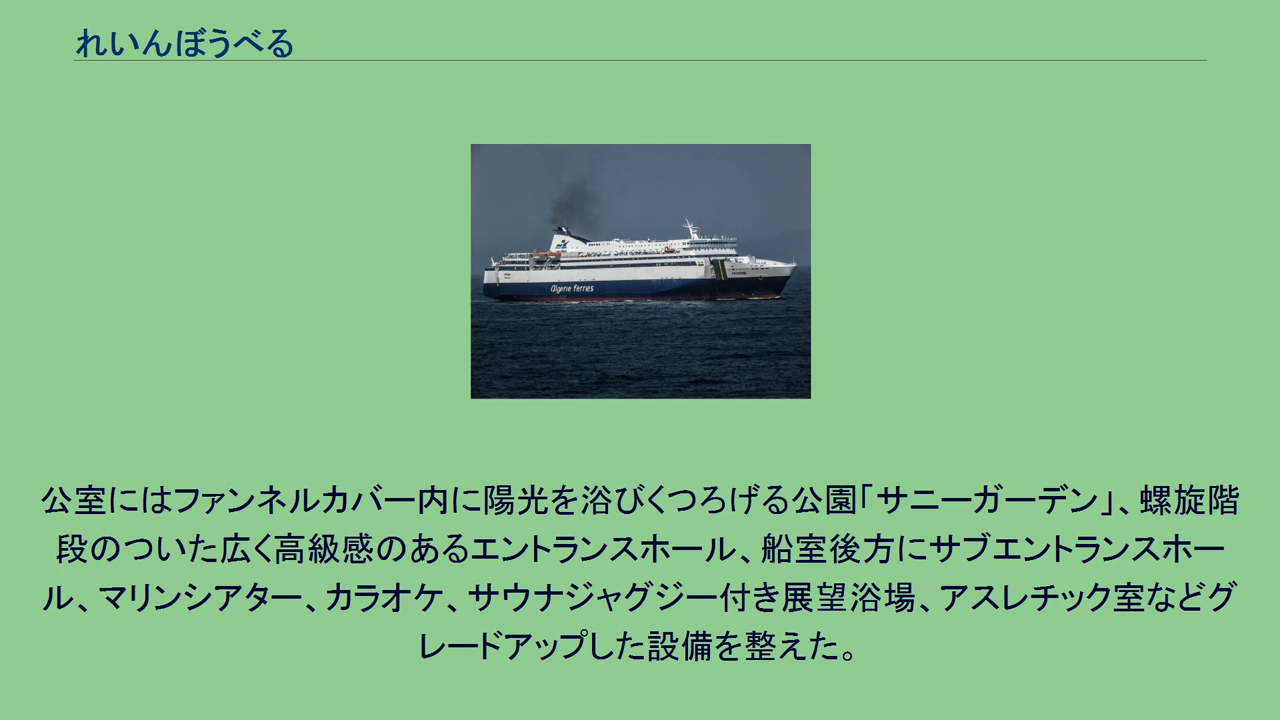 れいんぼうべる
Algerie ferries
公室にはファンネルカバー内に陽光を浴びくつろげる公園｢サニーガーデン｣、螺旋階
段のついた広く高級感のあるエントランスホール、船室後方にサブエントランスホー
ル、マリンシアター、カラオケ、サウナジャグジー付き展望浴場、アスレチック室などグ
レードアップした設備を整えた。